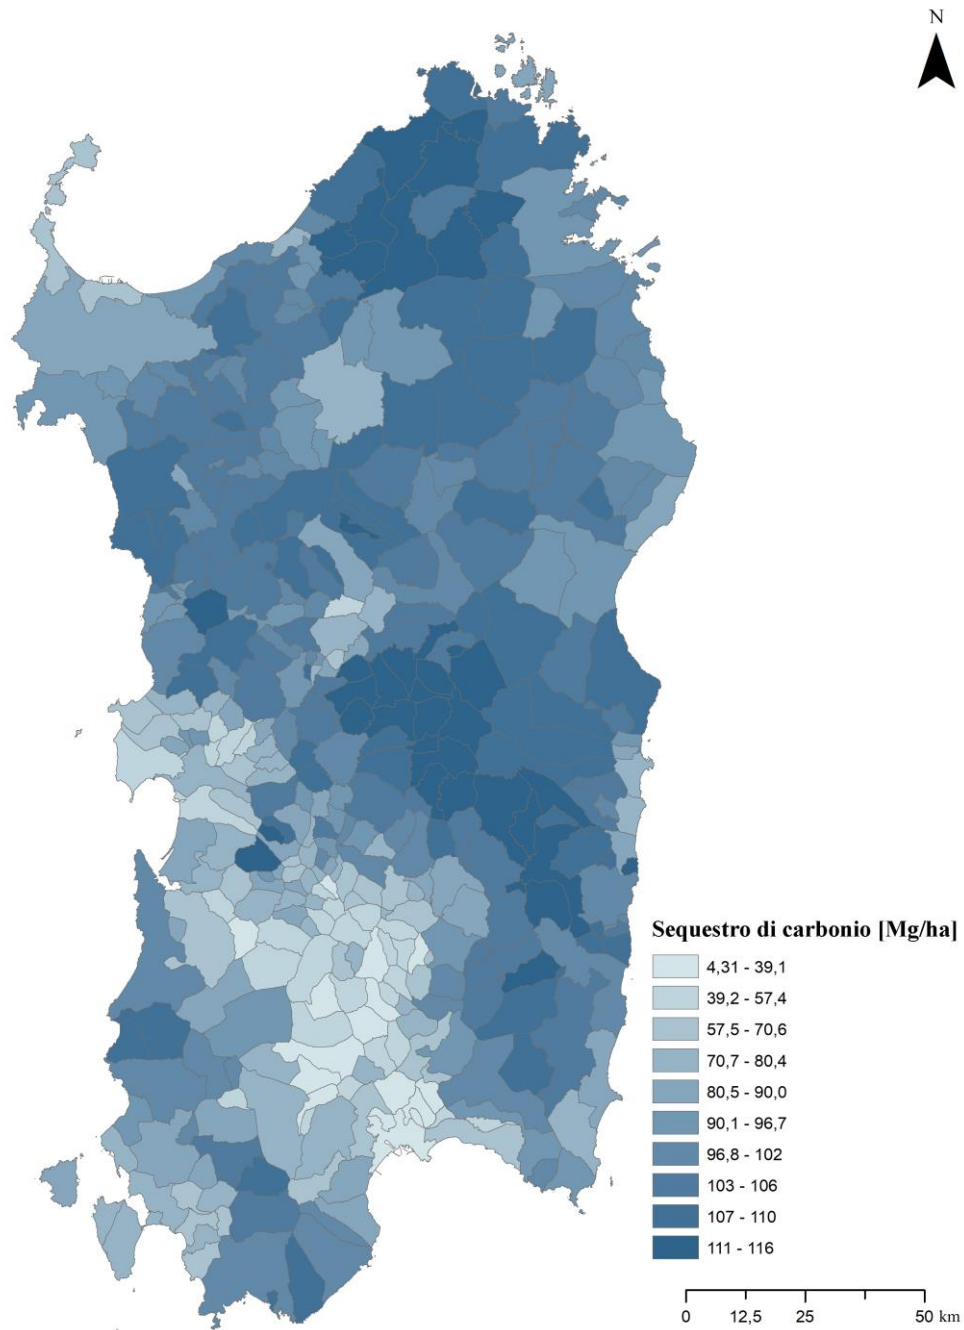 N
Sequestro di carbonio [Mg/ha]
4,31 - 39,1
39,2 - 57,4
57,5 - 70,6
70,7 - 80,4
80,5 - 90,0
90,1 - 96,7
96,8 - 102
103 - 106
107 - 110
111 - 116
0 12,5 25 50 km